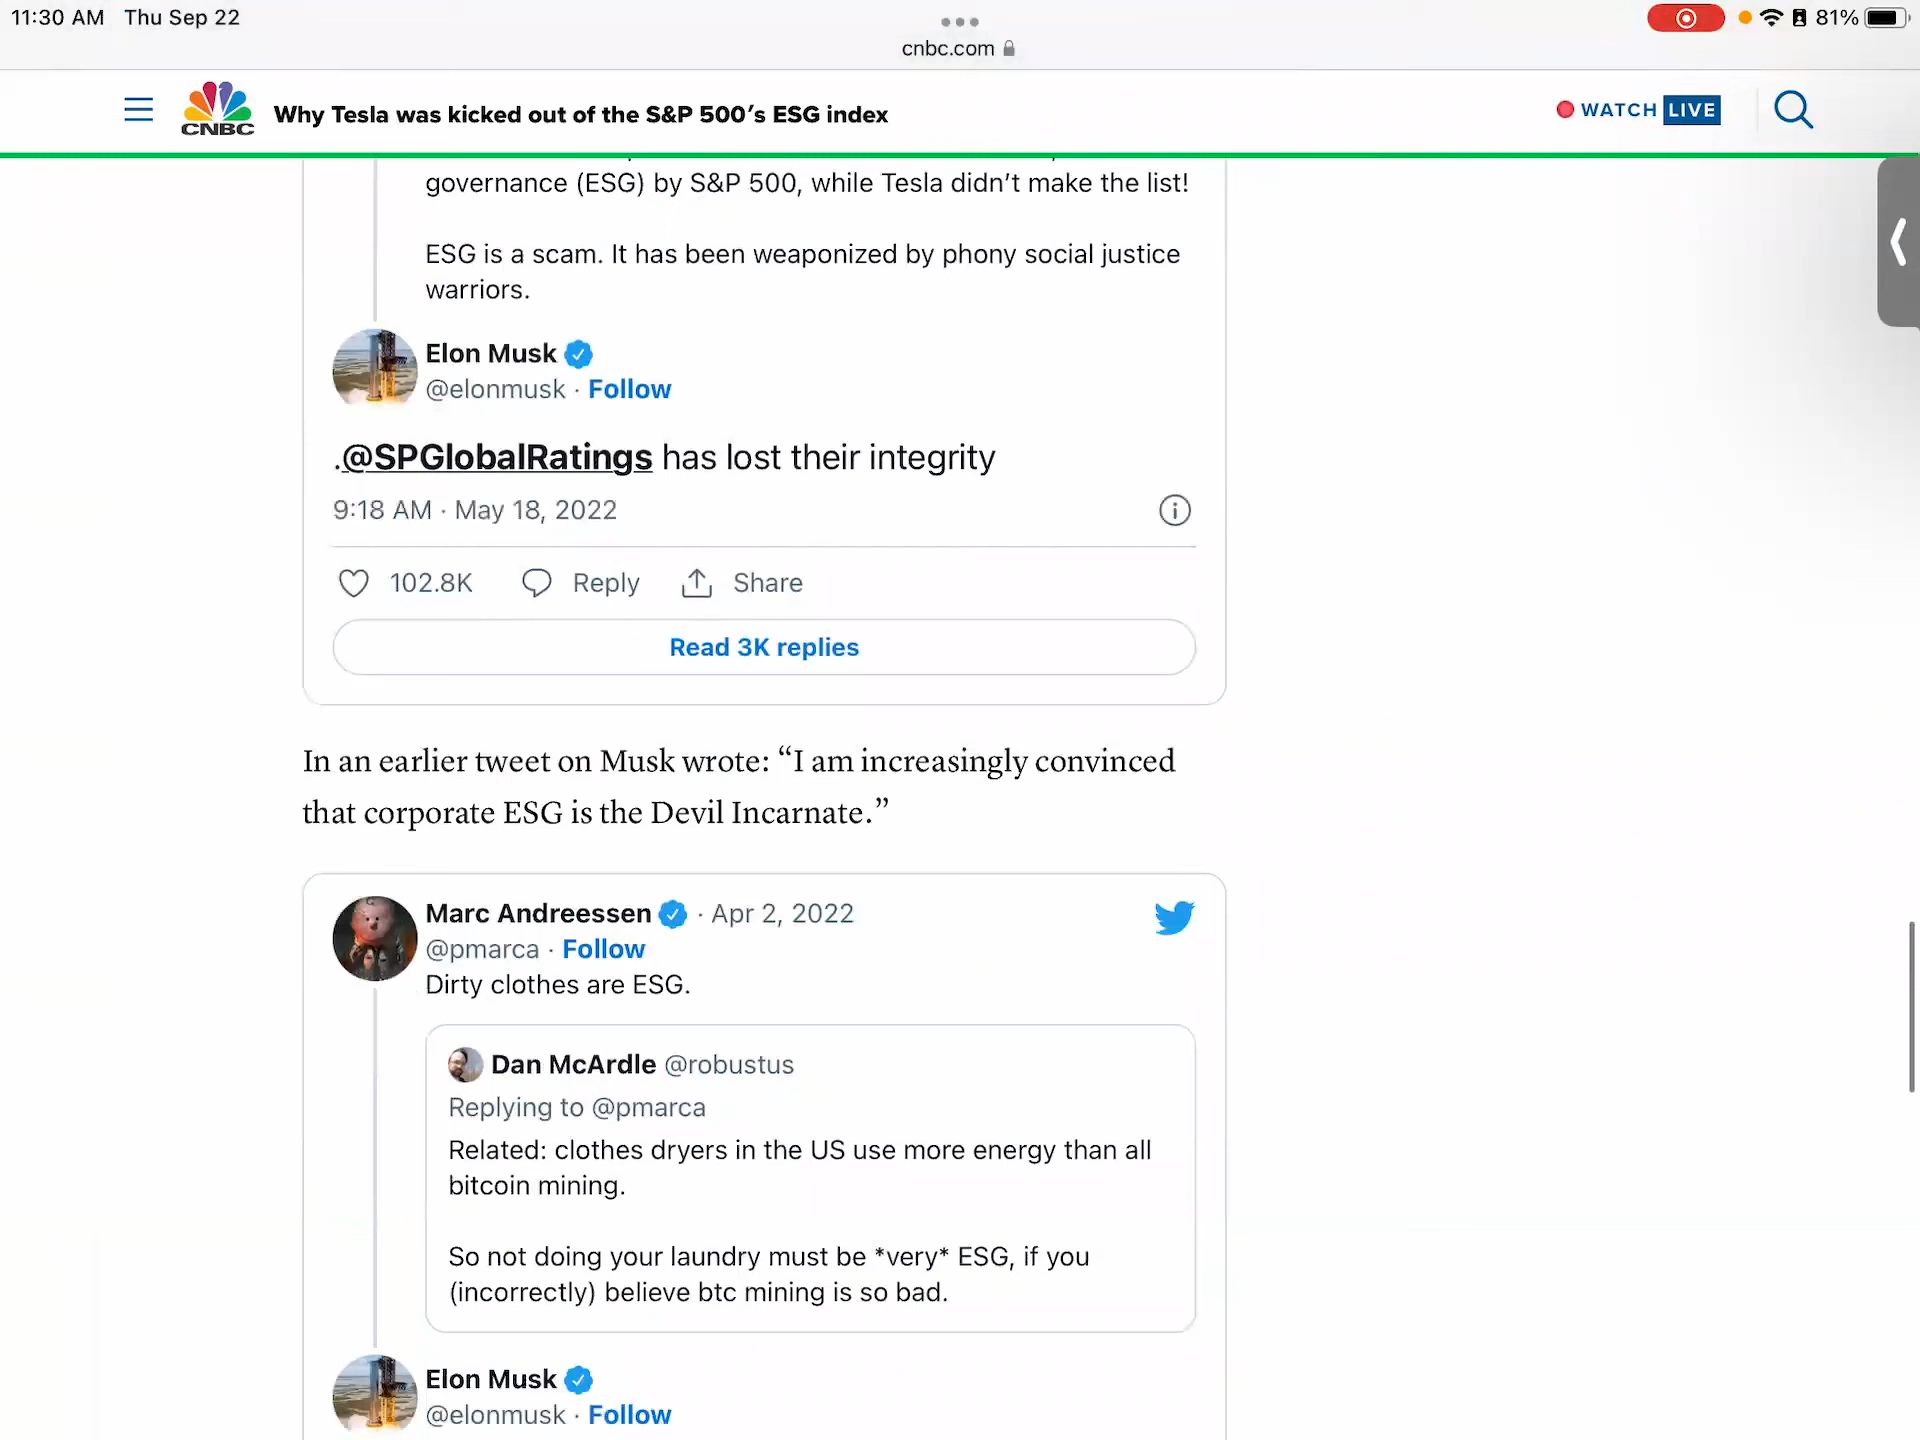 11:30 AM Thu Sep 22
81%
cnbc.com
CNBC
Why Tesla was kicked out of the S&P 500’s ESG index
WATCH LIVE
governance (ESG) by S&P 500, while Tesla didn’t make the list!
ESG is a scam. It has been weaponized by phony social justice
warriors.
Elon Musk
@elonmusk · Follow
.@SPGlobalRatings has lost their integrity
9:18 AM · May 18, 2022
102.8K Reply Share
Read 3K replies
In an earlier tweet on Musk wrote: “I am increasingly convinced
that corporate ESG is the Devil Incarnate.”
Marc Andreessen · Apr 2, 2022
@pmarca · Follow
Dirty clothes are ESG.
Dan McArdle @robustus
Replying to @pmarca
Related: clothes dryers in the US use more energy than all
bitcoin mining.
So not doing your laundry must be *very* ESG, if you
(incorrectly) believe btc mining is so bad.
Elon Musk
@elonmusk · Follow